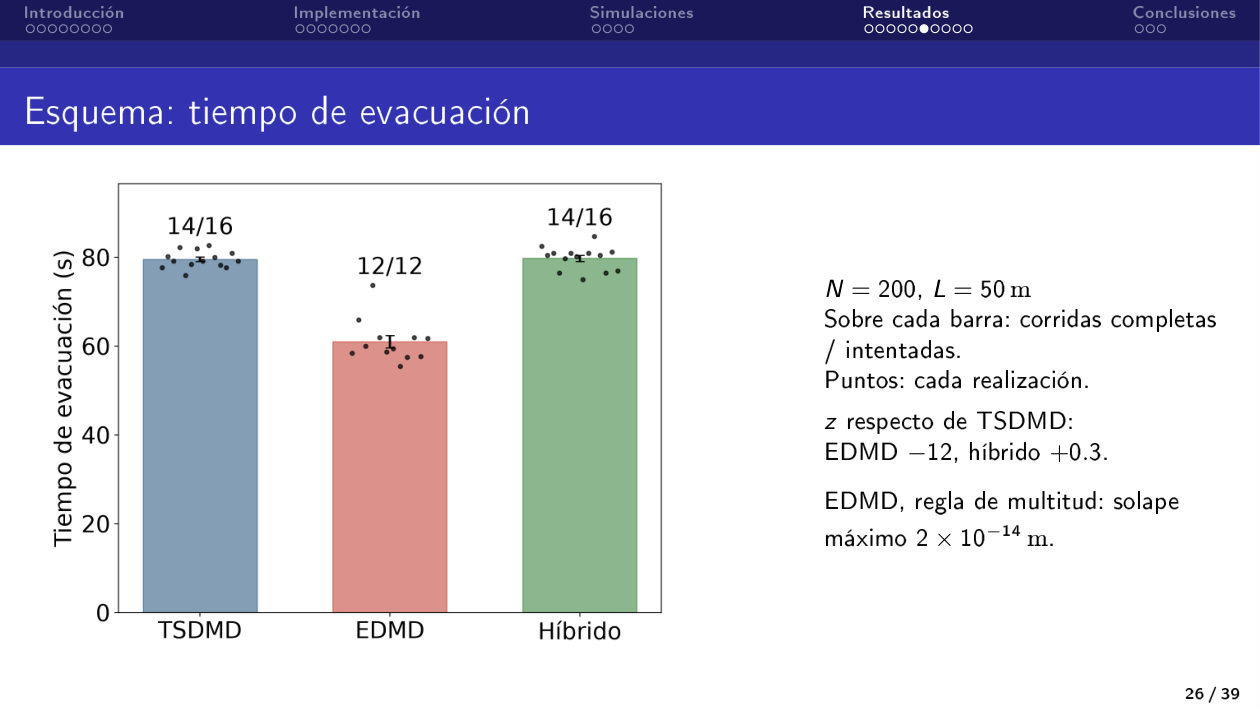 Introducción Implementación Simulaciones Resultados Conclusiones
Esquema: tiempo de evacuación
14/16
12/12
14/16
Tiempo de evacuación (s)
80
60
40
20
0
TSDMD EDMD Híbrido
N = 200, L = 50 m
Sobre cada barra: corridas completas
/ intentadas.
Puntos: cada realización.
z respecto de TSDMD:
EDMD −12, híbrido +0.3.
EDMD, regla de multitud: solape
máximo 2 × 10⁻¹⁴ m.
26 / 39